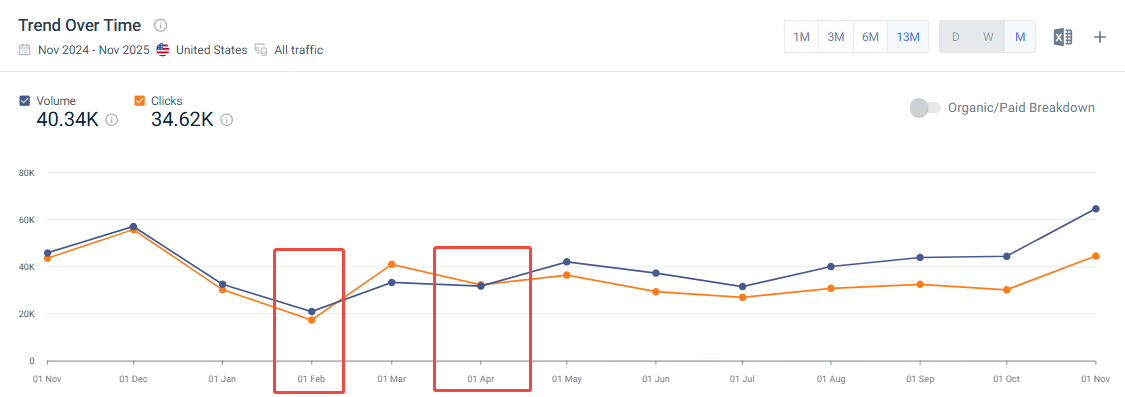 Trend Over Time
Nov 2024 - Nov 2025 United States All traffic
1M 3M 6M 13M D W M
Volume Clicks
40.34K 34.62K
Organic/Paid Breakdown
80K
60K
40K
20K
0
01 Nov 01 Dec 01 Jan 01 Feb 01 Mar 01 Apr 01 May 01 Jun 01 Jul 01 Aug 01 Sep 01 Oct 01 Nov